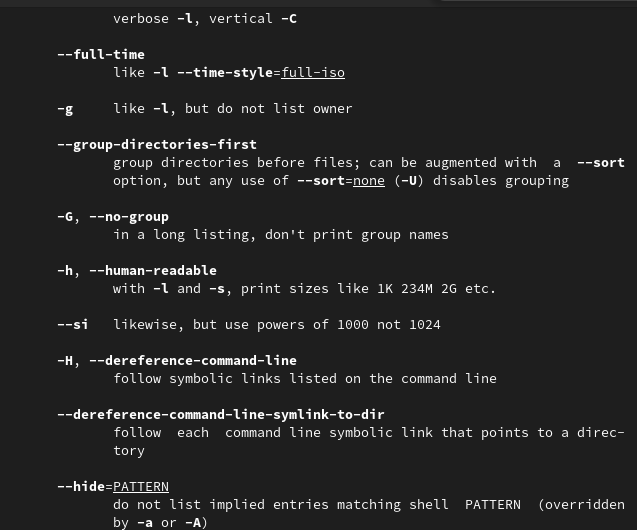 verbose -l, vertical -C
--full-time
like -l --time-style=full-iso
-g like -l, but do not list owner
--group-directories-first
group directories before files; can be augmented with a --sort
option, but any use of --sort=none (-U) disables grouping
-G, --no-group
in a long listing, don't print group names
-h, --human-readable
with -l and -s, print sizes like 1K 234M 2G etc.
--si likewise, but use powers of 1000 not 1024
-H, --dereference-command-line
follow symbolic links listed on the command line
--dereference-command-line-symlink-to-dir
follow each command line symbolic link that points to a direc-
tory
--hide=PATTERN
do not list implied entries matching shell PATTERN (overridden
by -a or -A)